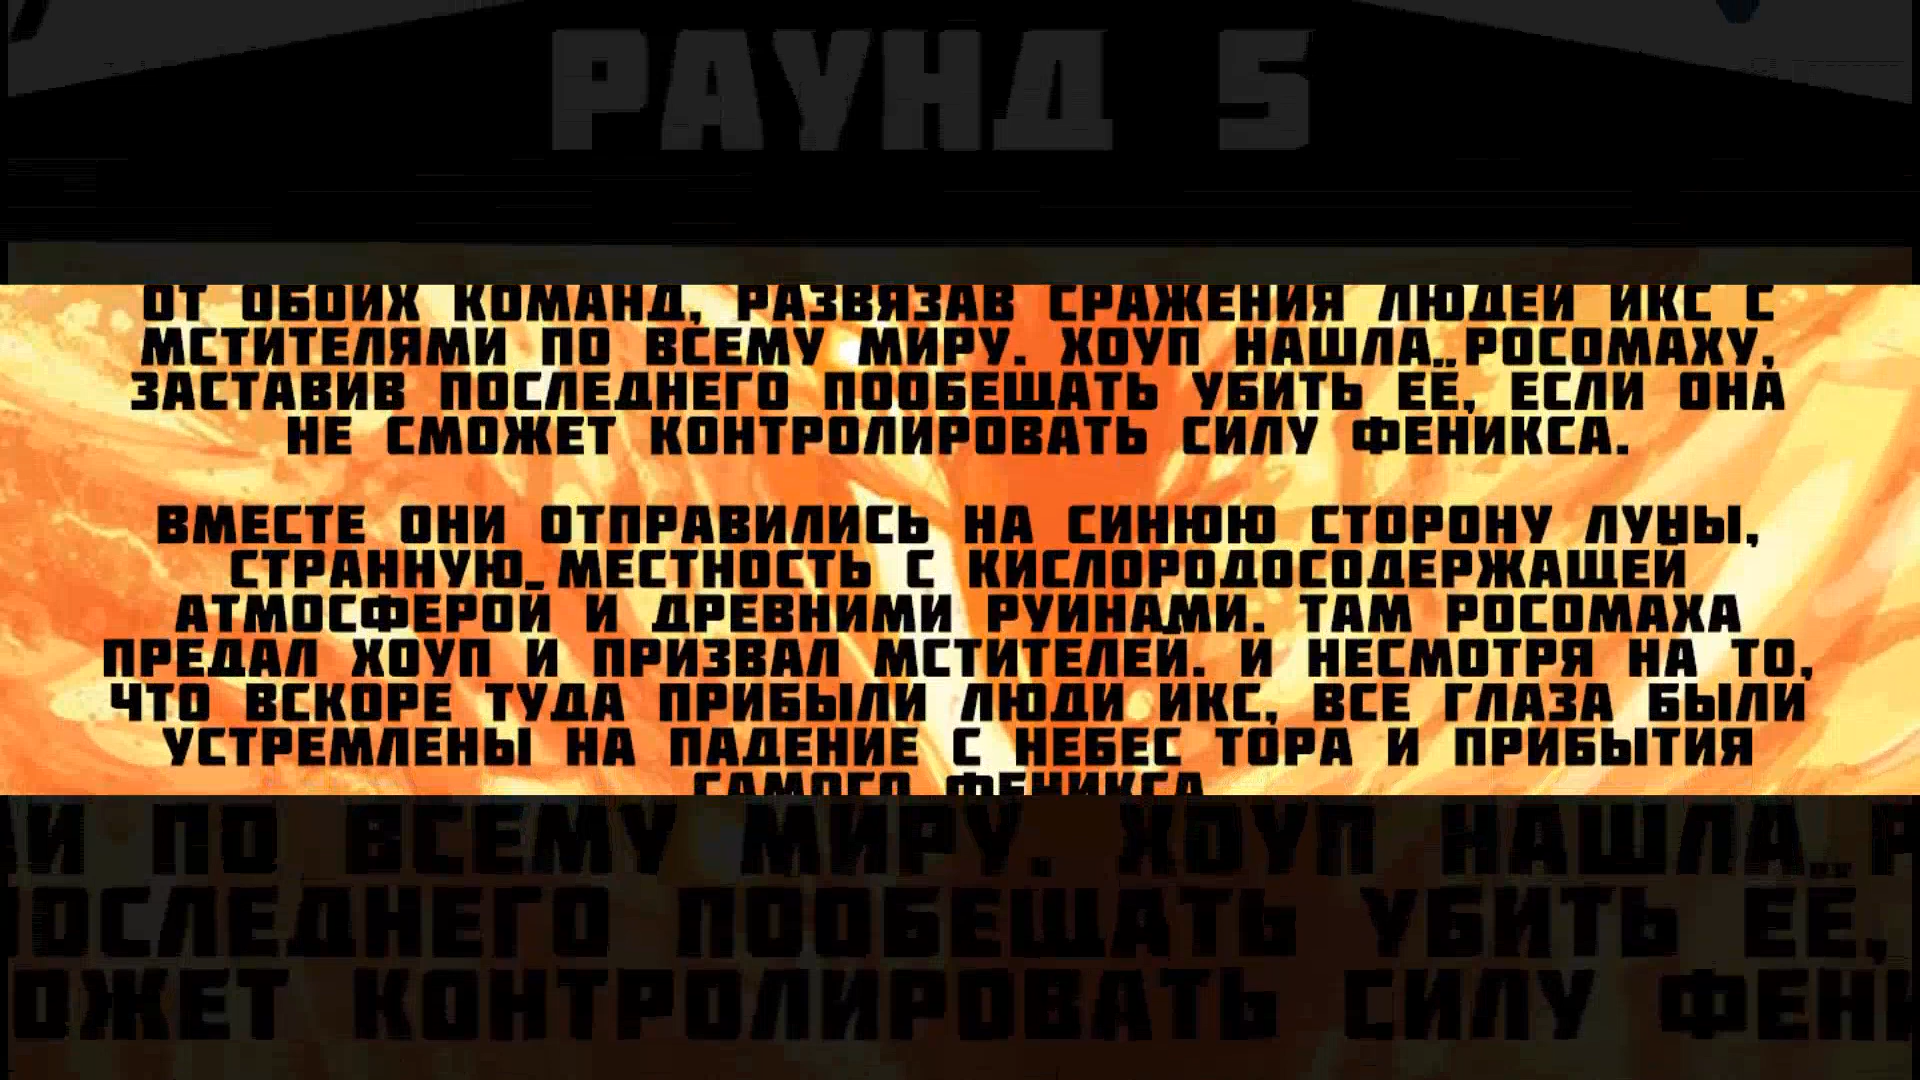 РАУНД 5
ОТ ОБОИХ КОМАНД, РАЗВЯЗАВ СРАЖЕНИЯ ЛЮДЕЙ ИКС С
МСТИТЕЛЯМИ ПО ВСЕМУ МИРУ. ХОУП НАШЛА РОСОМАХУ,
ЗАСТАВИВ ПОСЛЕДНЕГО ПООБЕЩАТЬ УБИТЬ ЕЁ, ЕСЛИ ОНА
НЕ СМОЖЕТ КОНТРОЛИРОВАТЬ СИЛУ ФЕНИКСА.
ВМЕСТЕ ОНИ ОТПРАВИЛИСЬ НА СИНЮЮ СТОРОНУ ЛУНЫ,
СТРАННУЮ МЕСТНОСТЬ С КИСЛОРОДОСОДЕРЖАЩЕЙ
АТМОСФЕРОЙ И ДРЕВНИМИ РУИНАМИ. ТАМ РОСОМАХА
ПРЕДАЛ ХОУП И ПРИЗВАЛ МСТИТЕЛЕЙ. И НЕСМОТРЯ НА ТО,
ЧТО ВСКОРЕ ТУДА ПРИБЫЛИ ЛЮДИ ИКС, ВСЕ ГЛАЗА БЫЛИ
УСТРЕМЛЕНЫ НА ПАДЕНИЕ С НЕБЕС ТОРА И ПРИБЫТИЯ
САМОГО ФЕНИКСА
ПО ВСЕМУ МИРУ. ХОУП НАШЛА
ПООБЕЩАТЬ УБИТЬ ЕЁ,
КОНТРОЛИРОВАТЬ СИЛУ